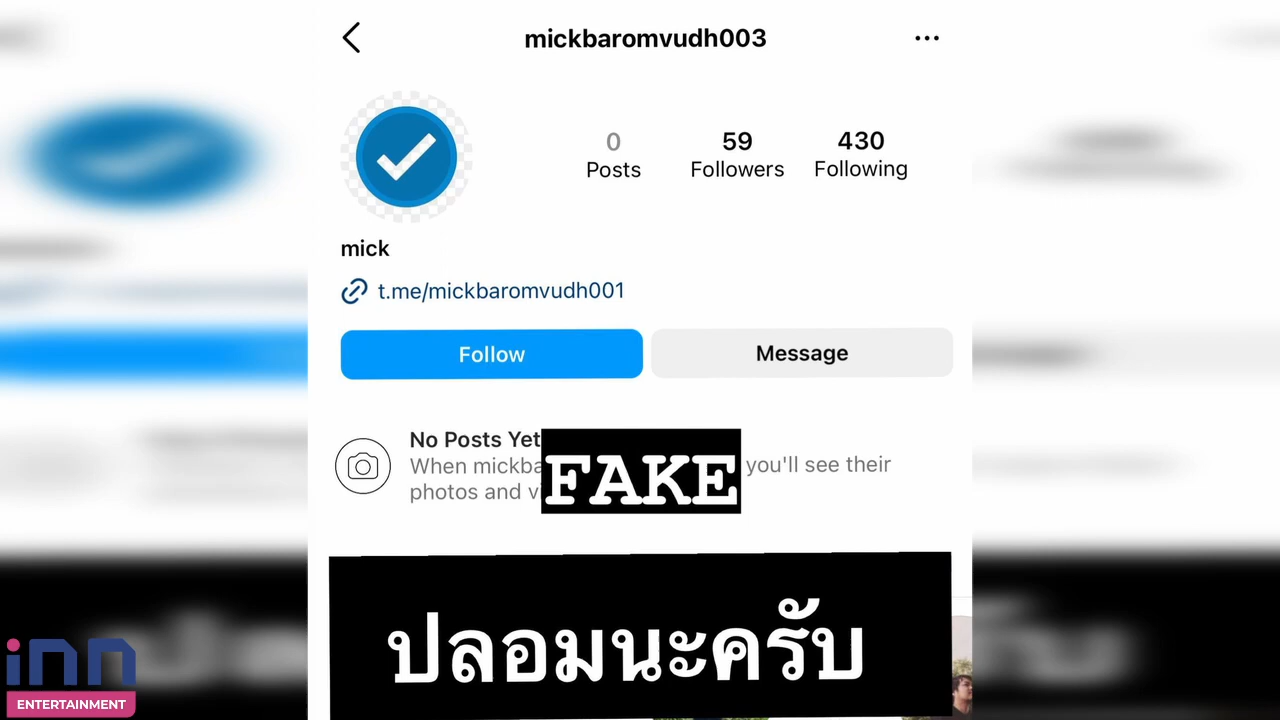 mickbaromvudh003
0 59 430
Posts Followers Following
mick
t.me/mickbaromvudh001
Follow Message
No Posts Yet
When mickba you'll see their
photos and v
FAKE
ปลอมนะครับ
inn
ENTERTAINMENT